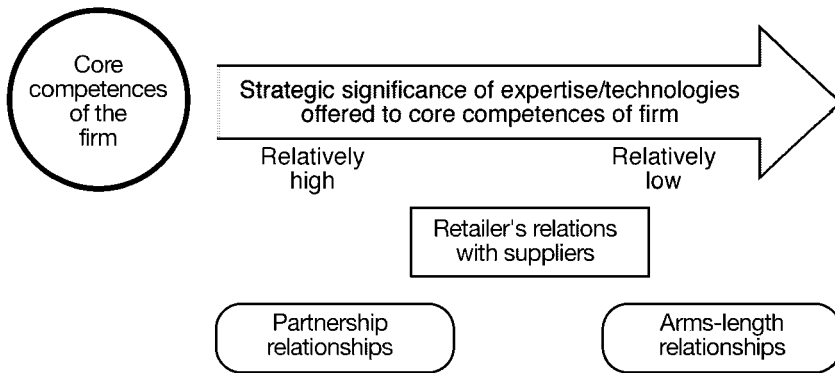 Core
competences
of the
firm
Strategic significance of expertise/technologies
offered to core competences of firm
Relatively
high
Relatively
low
Retailer's relations
with suppliers
Partnership
relationships
Arms-length
relationships